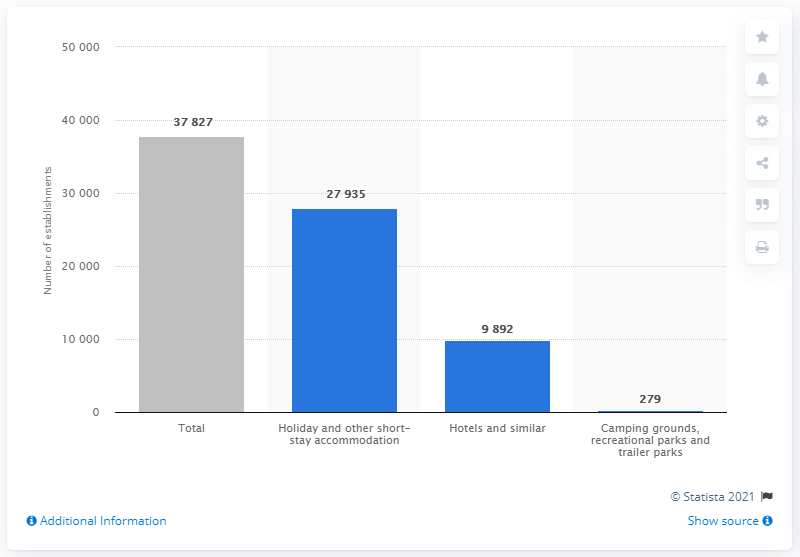 50 000
40 000
30 000
20 000
10 000
0
Number of establishments
37 827
27 935
9 892
279
Total
Holiday and other short-
stay accommodation
Hotels and similar
Camping grounds,
recreational parks and
trailer parks
© Statista 2021
Additional Information
Show source